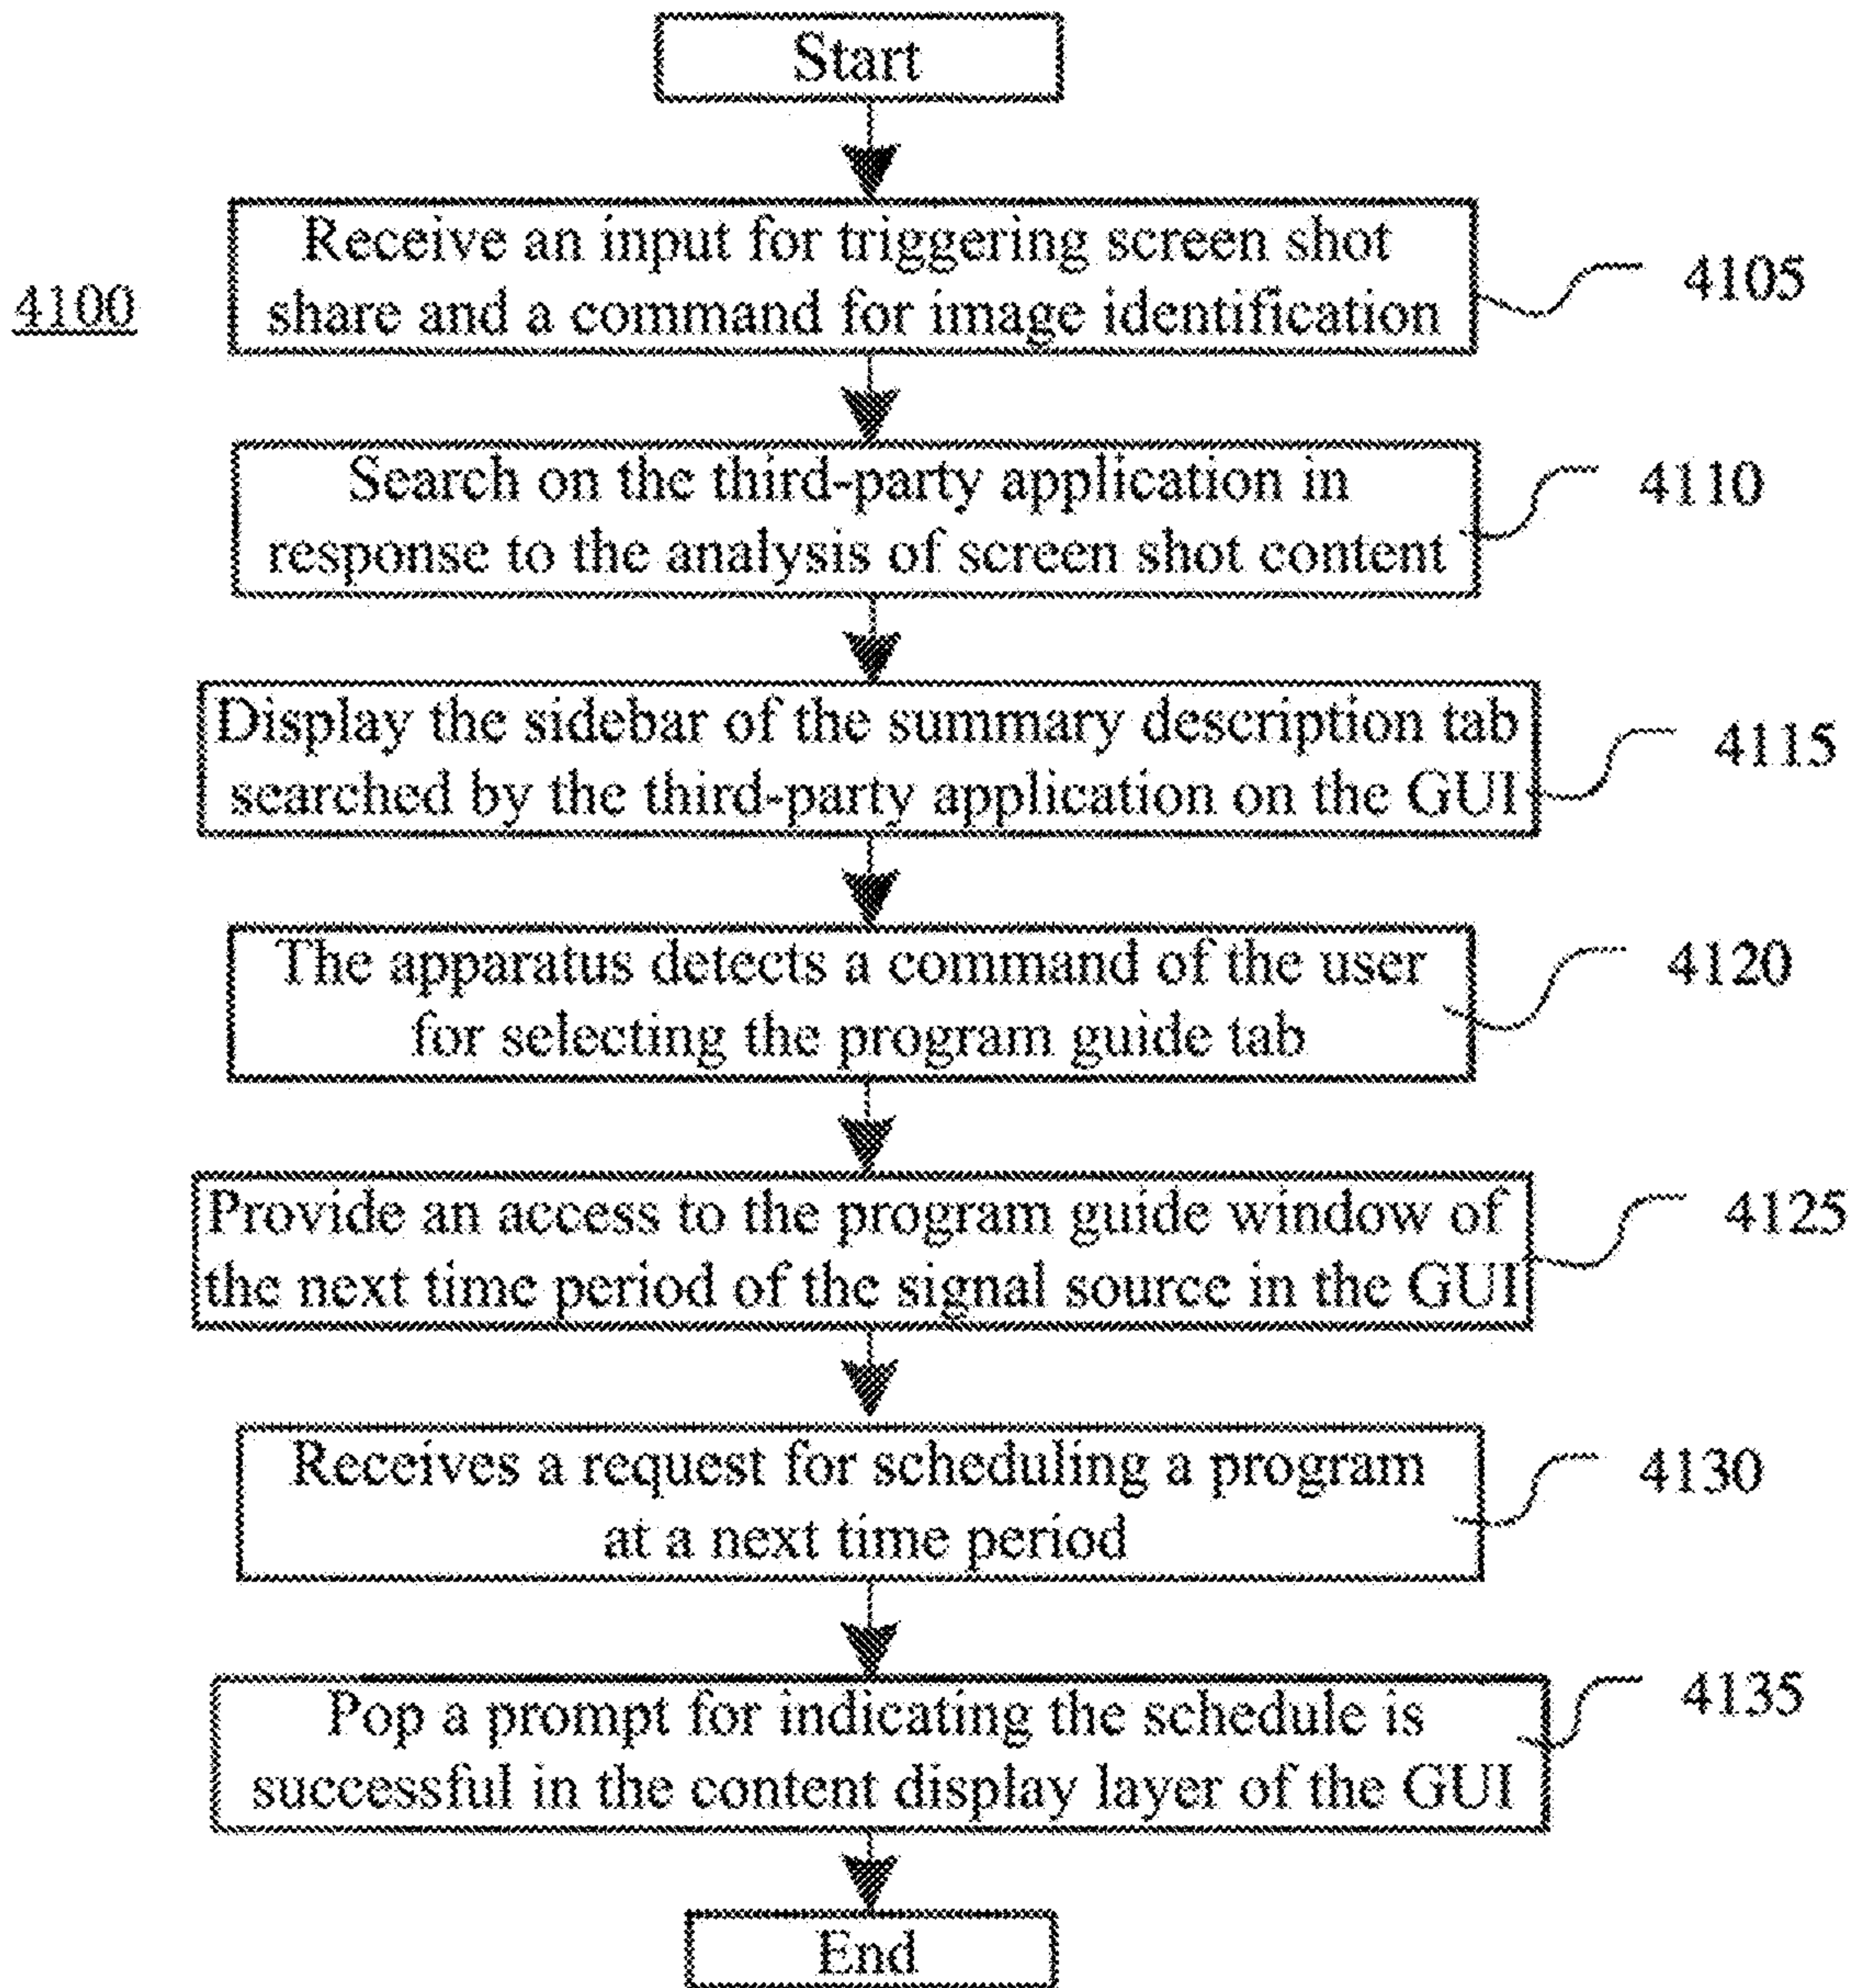 Start
4100
Receive an input for triggering screen shot
share and a command for image identification
4105
Search on the third-party application in
response to the analysis of screen shot content
4110
Display the sidebar of the summary description tab
searched by the third-party application on the GUI
4115
The apparatus detects a command of the user
for selecting the program guide tab
4120
Provide an access to the program guide window of
the next time period of the signal source in the GUI
4125
Receives a request for scheduling a program
at a next time period
4130
Pop a prompt for indicating the schedule is
successful in the content display layer of the GUI
4135
End